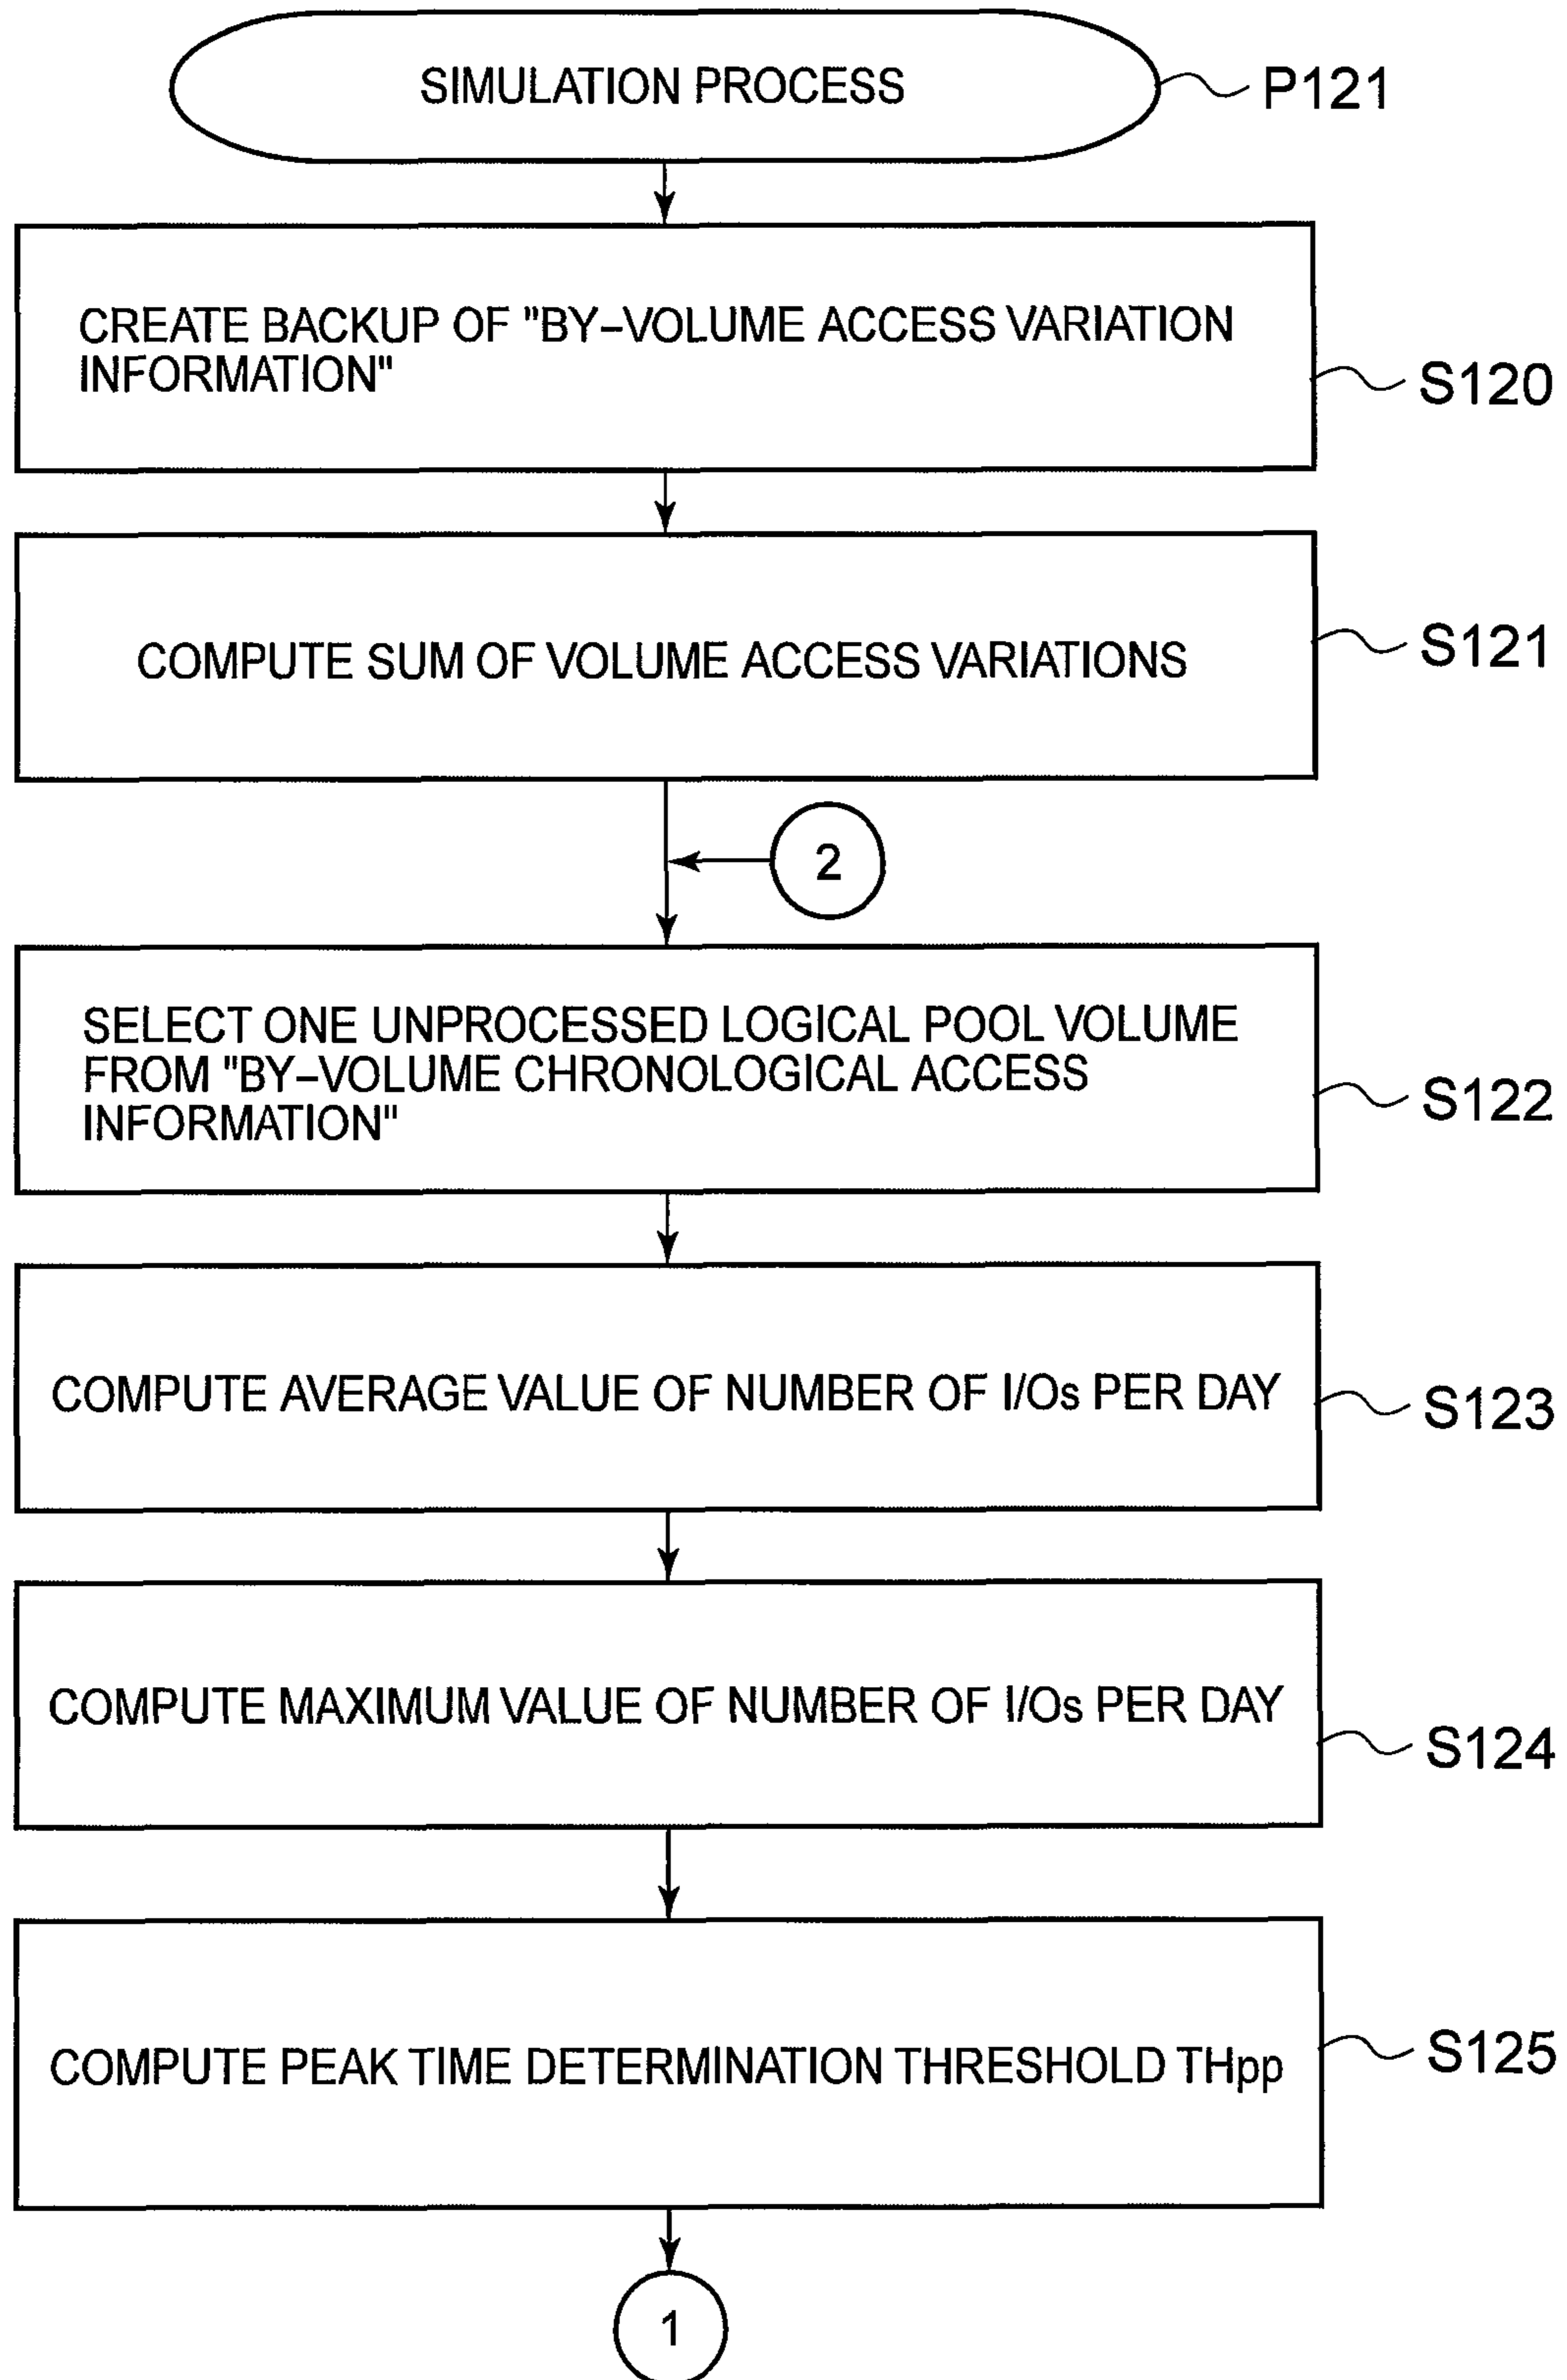 SIMULATION PROCESS
P121
CREATE BACKUP OF "BY–VOLUME ACCESS VARIATION
INFORMATION"
S120
COMPUTE SUM OF VOLUME ACCESS VARIATIONS
S121
2
SELECT ONE UNPROCESSED LOGICAL POOL VOLUME
FROM "BY–VOLUME CHRONOLOGICAL ACCESS
INFORMATION"
S122
COMPUTE AVERAGE VALUE OF NUMBER OF I/Os PER DAY
S123
COMPUTE MAXIMUM VALUE OF NUMBER OF I/Os PER DAY
S124
COMPUTE PEAK TIME DETERMINATION THRESHOLD THpp
S125
1